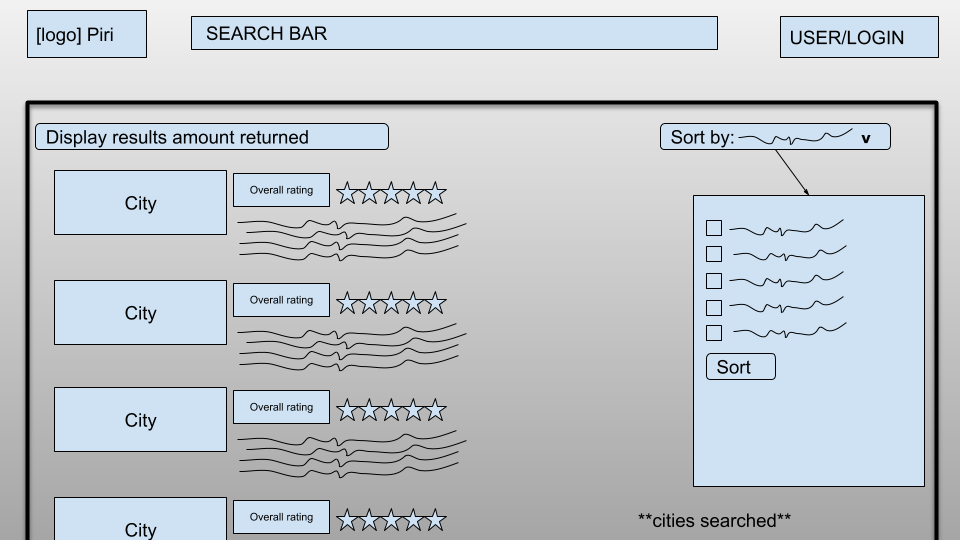 [logo] Piri
SEARCH BAR
USER/LOGIN
Display results amount returned
Sort by:
v
City
Overall rating
City
Overall rating
City
Overall rating
Sort
City
Overall rating
**cities searched**